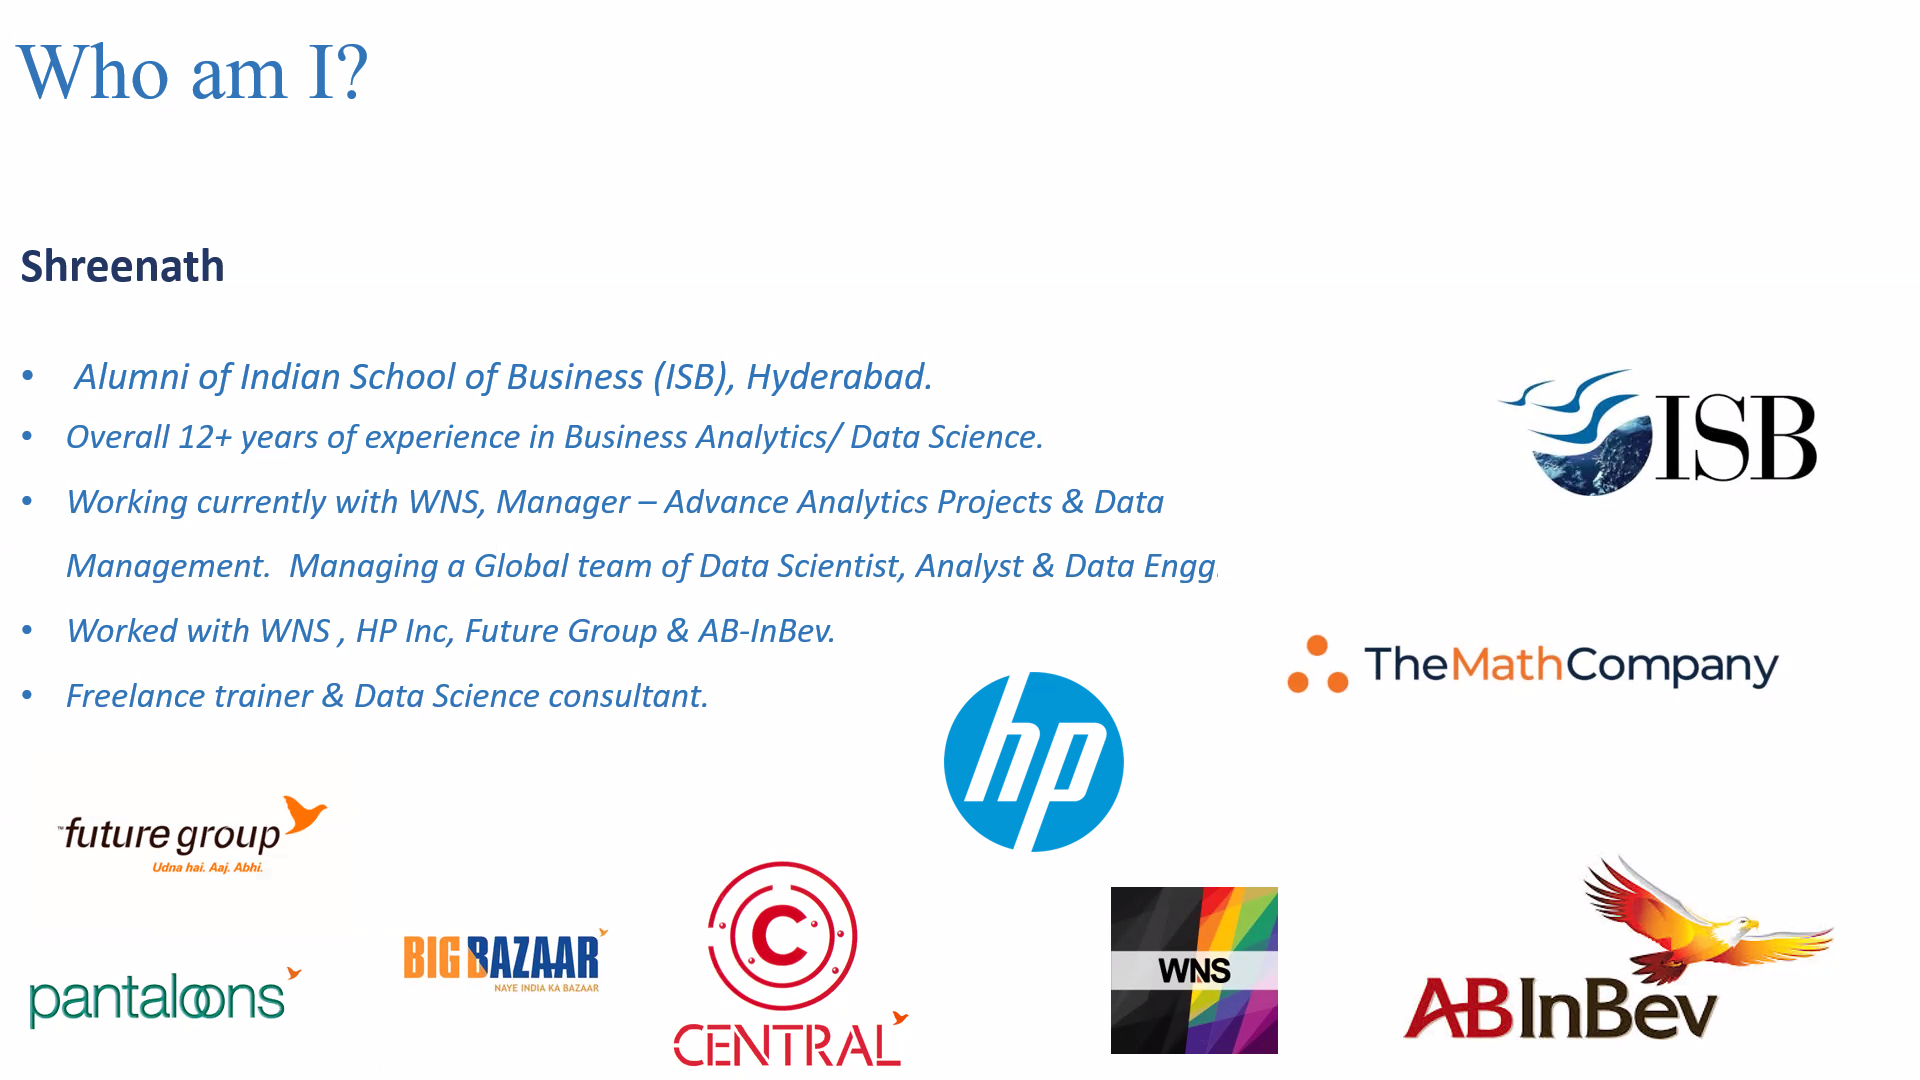 Who am I?
Shreenath
• Alumni of Indian School of Business (ISB), Hyderabad.
• Overall 12+ years of experience in Business Analytics/ Data Science.
• Working currently with WNS, Manager – Advance Analytics Projects & Data
Management. Managing a Global team of Data Scientist, Analyst & Data Engg.
• Worked with WNS , HP Inc, Future Group & AB-InBev.
• Freelance trainer & Data Science consultant.
ISB
TheMathCompany
hp
™future group
Udna hai. Aaj. Abhi.
C
BIG BAZAAR
NAYE INDIA KA BAZAAR
WNS
pantaloons
CENTRAL
ABInBev